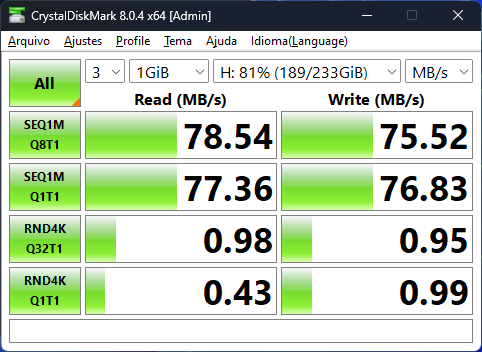 CrystalDiskMark 8.0.4 x64 [Admin]
Arquivo Ajustes Profile Tema Ajuda Idioma(Language)
All 3 1GiB H: 81% (189/233GiB) MB/s
Read (MB/s) Write (MB/s)
SEQ1M
Q8T1 78.54 75.52
SEQ1M
Q1T1 77.36 76.83
RND4K
Q32T1 0.98 0.95
RND4K
Q1T1 0.43 0.99